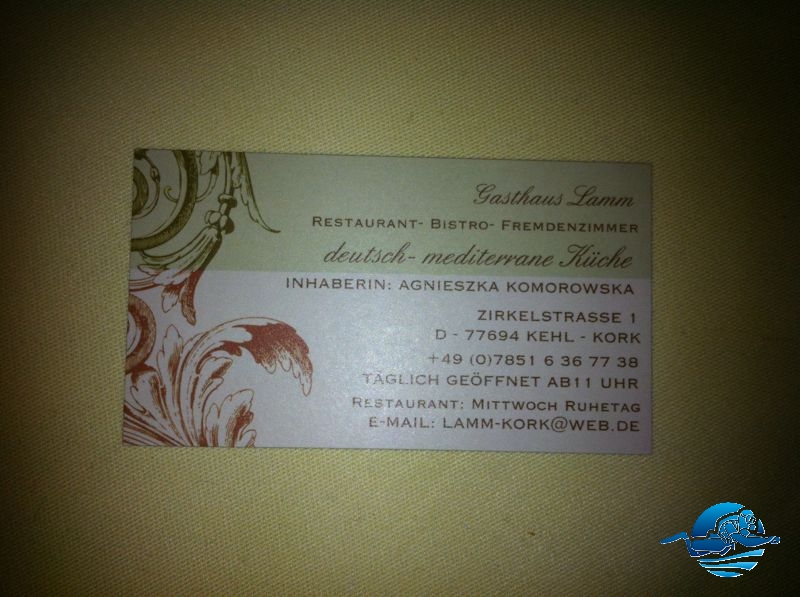 Gasthaus Lamm
RESTAURANT- BISTRO- FREMDENZIMMER
deutsch- mediterrane Küche
INHABERIN: AGNIESZKA KOMOROWSKA
ZIRKELSTRASSE 1
D - 77694 KEHL - KORK
+49 (0)7851 6 36 77 38
TÄGLICH GEÖFFNET AB11 UHR
RESTAURANT: MITTWOCH RUHETAG
E-MAIL: LAMM-KORK@WEB.DE